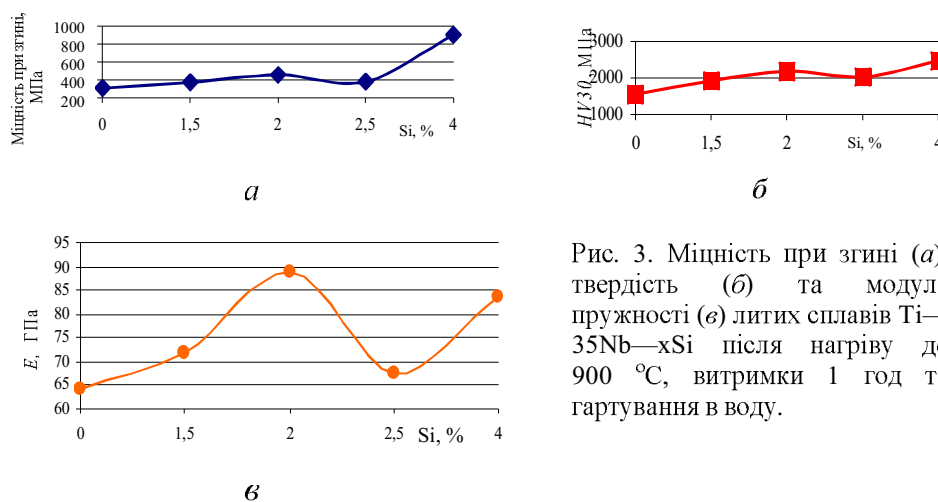 Міцність при згині,
МПа
1000
800
600
400
200
0 1,5 2 2,5 Si, % 4
а
HV30, МПа
3000
2000
1000
0 1,5 2 Si, % 4
б
E, ГПа
95
90
85
80
75
70
65
60
0 1,5 2 2,5 Si, % 4
в
Рис. 3. Міцність при згині (а)
твердість (б) та модул
пружності (в) литих сплавів Ti—
35Nb—xSi після нагріву до
900 °С, витримки 1 год т
гартування в воду.